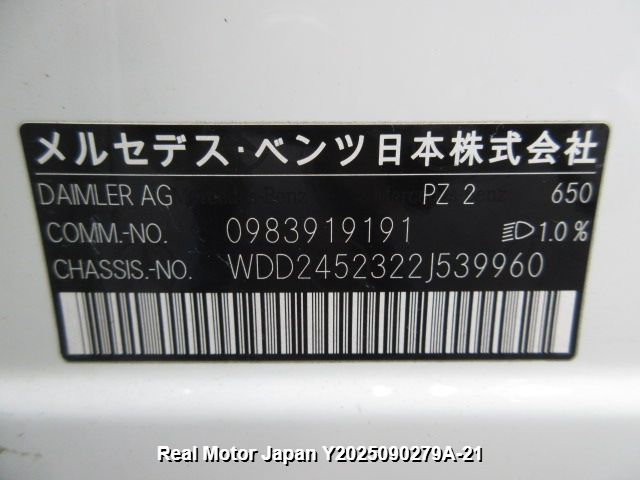 メルセデス・ベンツ日本株式会社
DAIMLER AG PZ 2 650
COMM.-NO. 0983919191 1.0 %
CHASSIS.-NO. WDD2452322J539960
Real Motor Japan Y2025090279A-21